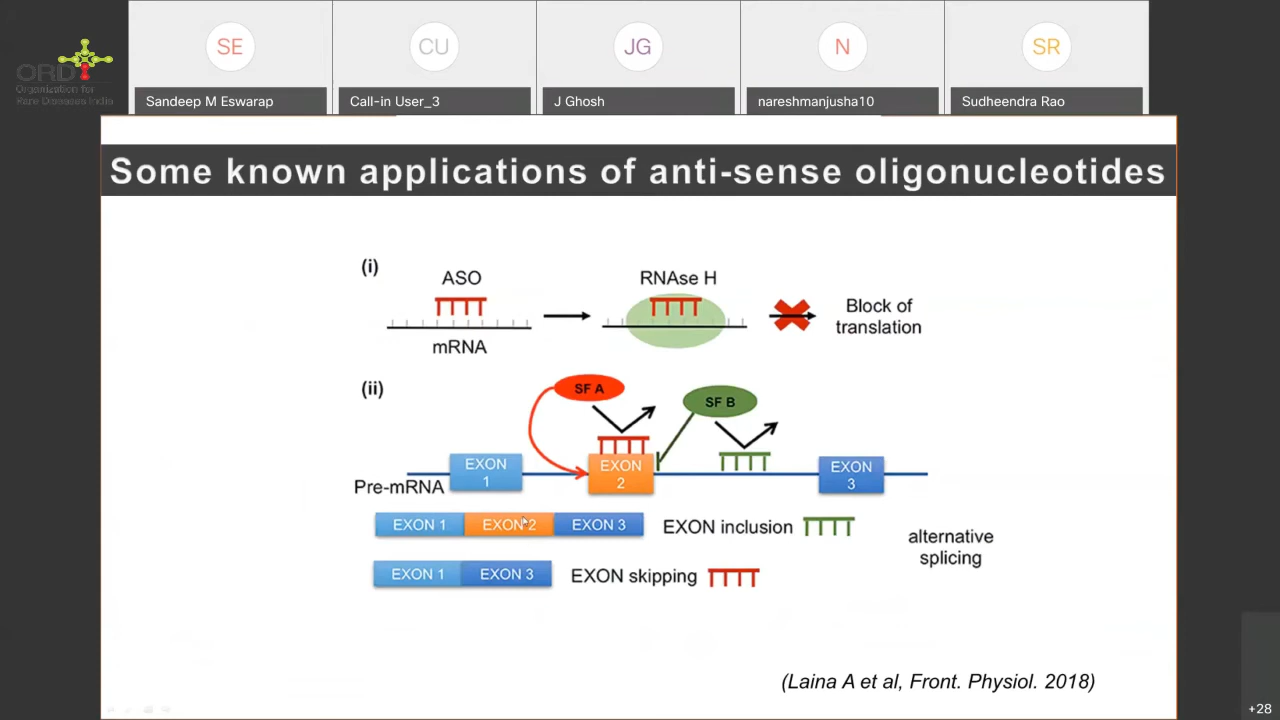 SE
CU
JG
N
SR
ORDI
Organization for
Rare Diseases India
Sandeep M Eswarap
Call-in User_3
J Ghosh
nareshmanjusha10
Sudheendra Rao
Some known applications of anti-sense oligonucleotides
(i)
ASO
RNAse H
Block of
translation
mRNA
(ii)
SF A
SF B
EXON
1
EXON
2
EXON
3
Pre-mRNA
EXON 1
EXON 2
EXON 3
EXON inclusion
alternative
splicing
EXON 1
EXON 3
EXON skipping
(Laina A et al, Front. Physiol. 2018)
+28